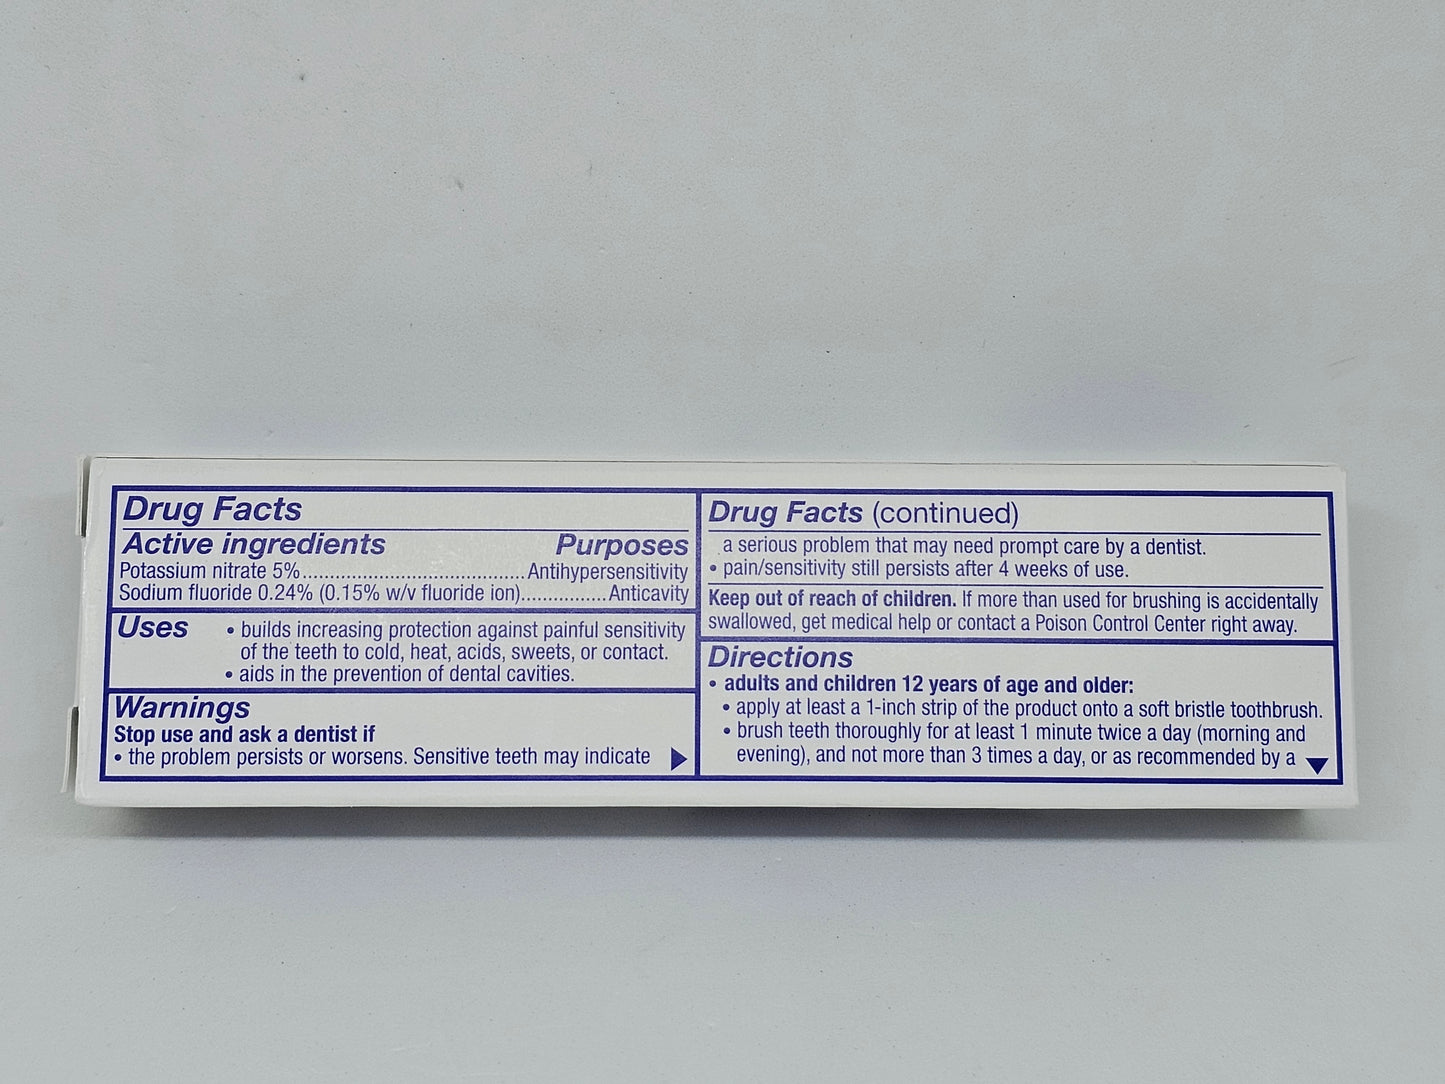 Drug Facts
Active ingredients Purposes
Potassium nitrate 5%.........................................Antihypersensitivity
Sodium fluoride 0.24% (0.15% w/v fluoride ion)................Anticavity
Uses • builds increasing protection against painful sensitivity
of the teeth to cold, heat, acids, sweets, or contact.
• aids in the prevention of dental cavities.
Warnings
Stop use and ask a dentist if
• the problem persists or worsens. Sensitive teeth may indicate
Drug Facts (continued)
a serious problem that may need prompt care by a dentist.
• pain/sensitivity still persists after 4 weeks of use.
Keep out of reach of children. If more than used for brushing is accidentally
swallowed, get medical help or contact a Poison Control Center right away.
Directions
• adults and children 12 years of age and older:
• apply at least a 1-inch strip of the product onto a soft bristle toothbrush.
• brush teeth thoroughly for at least 1 minute twice a day (morning and
evening), and not more than 3 times a day, or as recommended by a